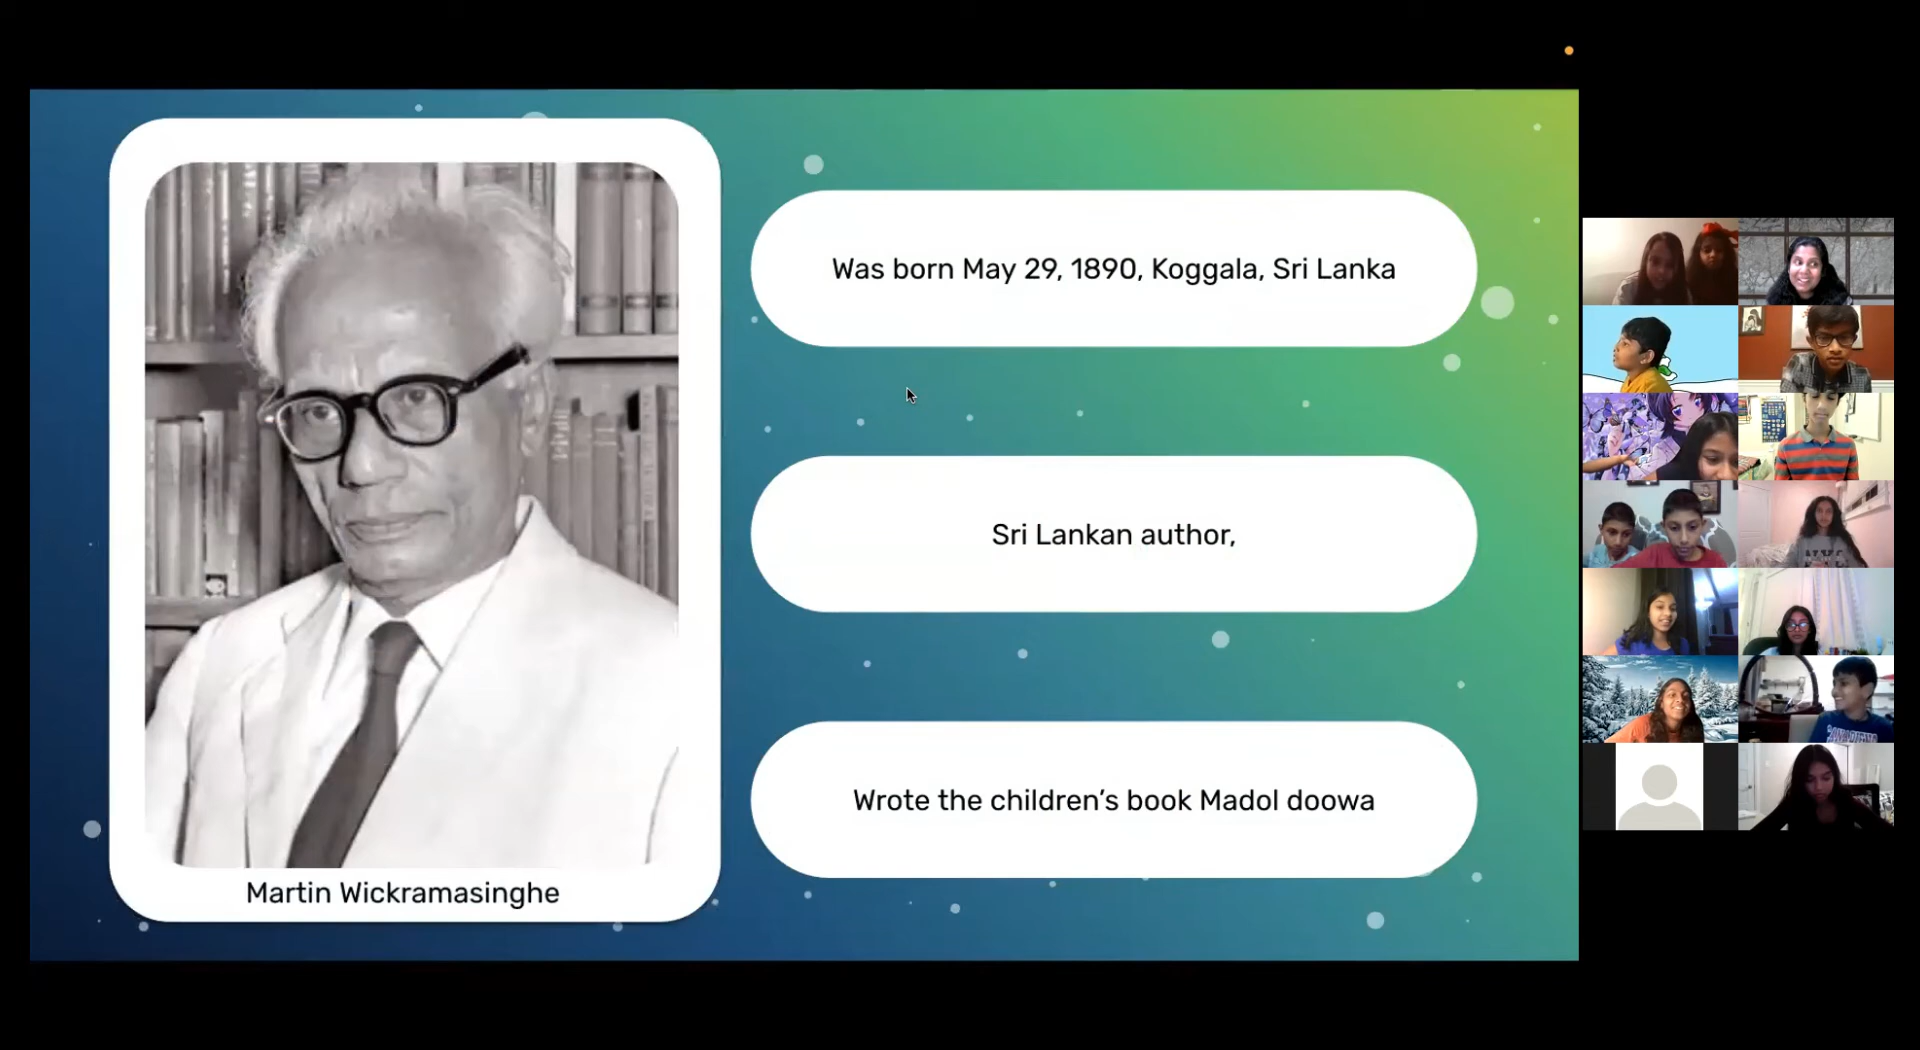 Was born May 29, 1890, Koggala, Sri Lanka
Sri Lankan author,
Wrote the children's book Madol doowa
Martin Wickramasinghe